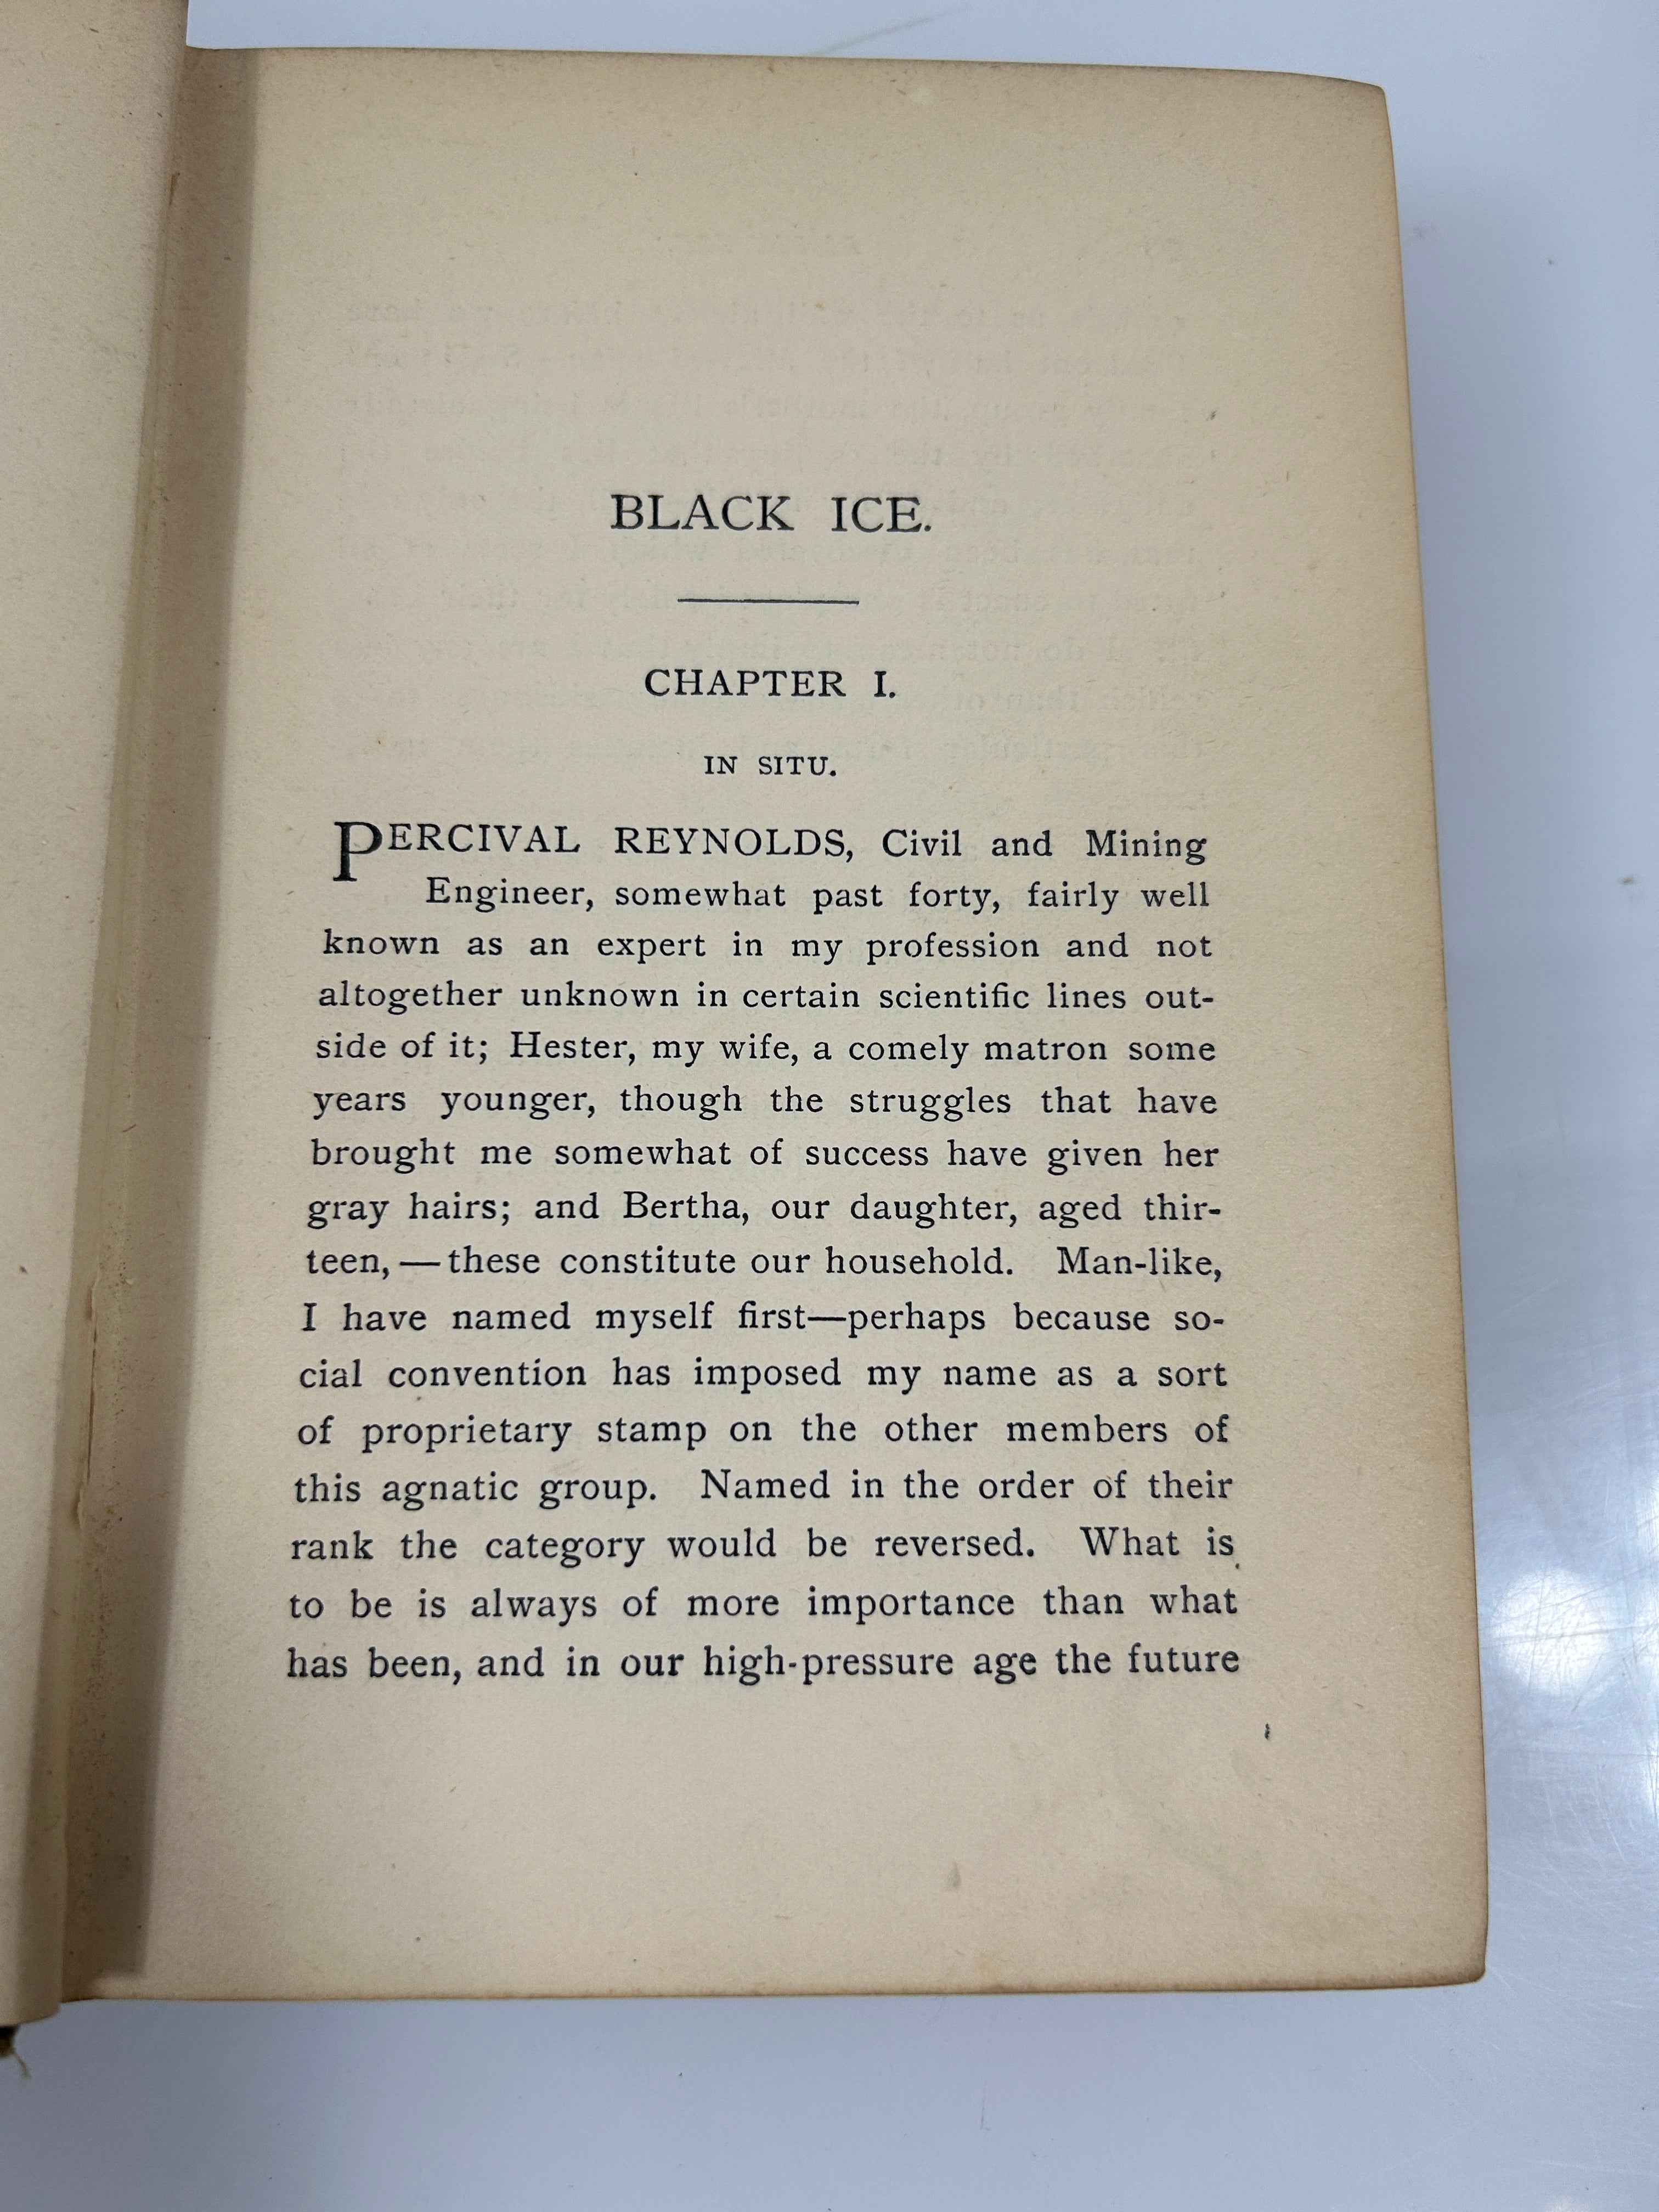 BLACK ICE.
CHAPTER I.
IN SITU.
PERCIVAL REYNOLDS, Civil and Mining
Engineer, somewhat past forty, fairly well
known as an expert in my profession and not
altogether unknown in certain scientific lines out-
side of it; Hester, my wife, a comely matron some
years younger, though the struggles that have
brought me somewhat of success have given her
gray hairs; and Bertha, our daughter, aged thir-
teen, — these constitute our household. Man-like,
I have named myself first—perhaps because so-
cial convention has imposed my name as a sort
of proprietary stamp on the other members of
this agnatic group. Named in the order of their
rank the category would be reversed. What is
to be is always of more importance than what
has been, and in our high-pressure age the future